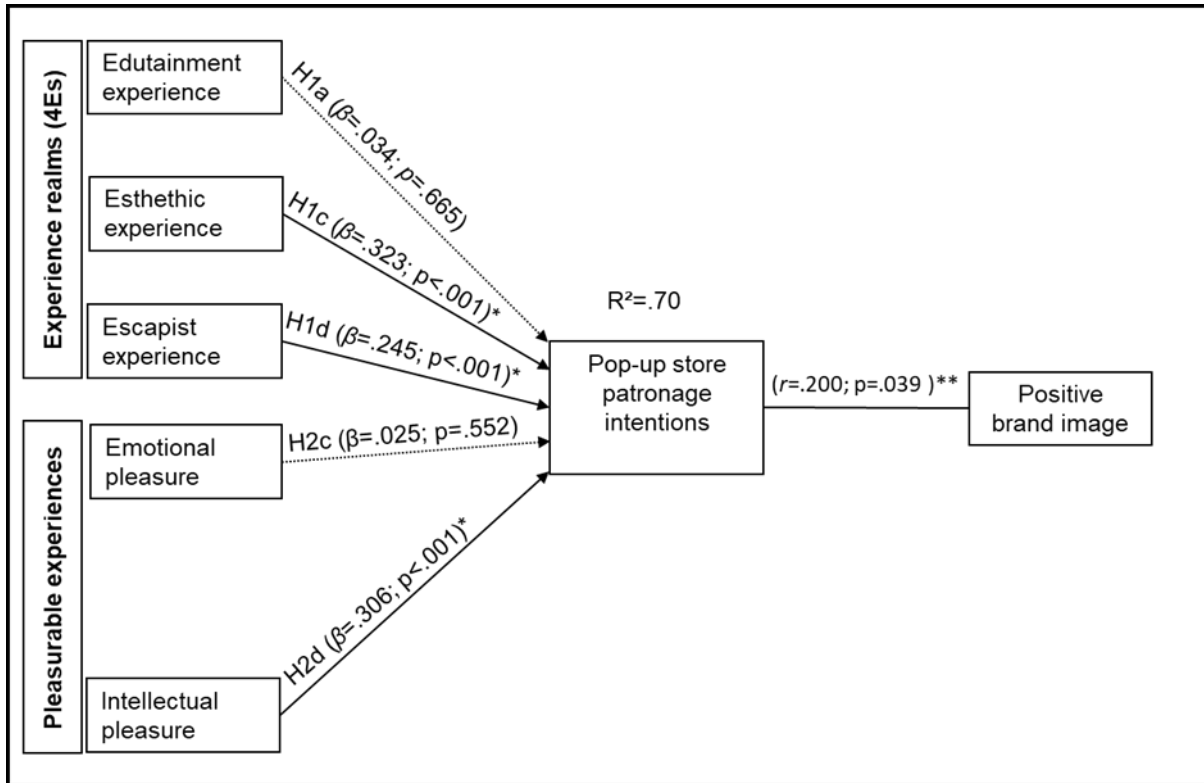 Experience realms (4Es)
Edutainment
experience
H1a (β=.034; p=.665)
Esthethic
experience
H1c (β=.323; p<.001)*
Escapist
experience
H1d (β=.245; p<.001)*
Pleasurable experiences
Emotional
pleasure
H2c (β=.025; p=.552)
Intellectual
pleasure
H2d (β=.306; p<.001)*
R²=.70
Pop-up store
patronage
intentions
(r=.200; p=.039 )**
Positive
brand image